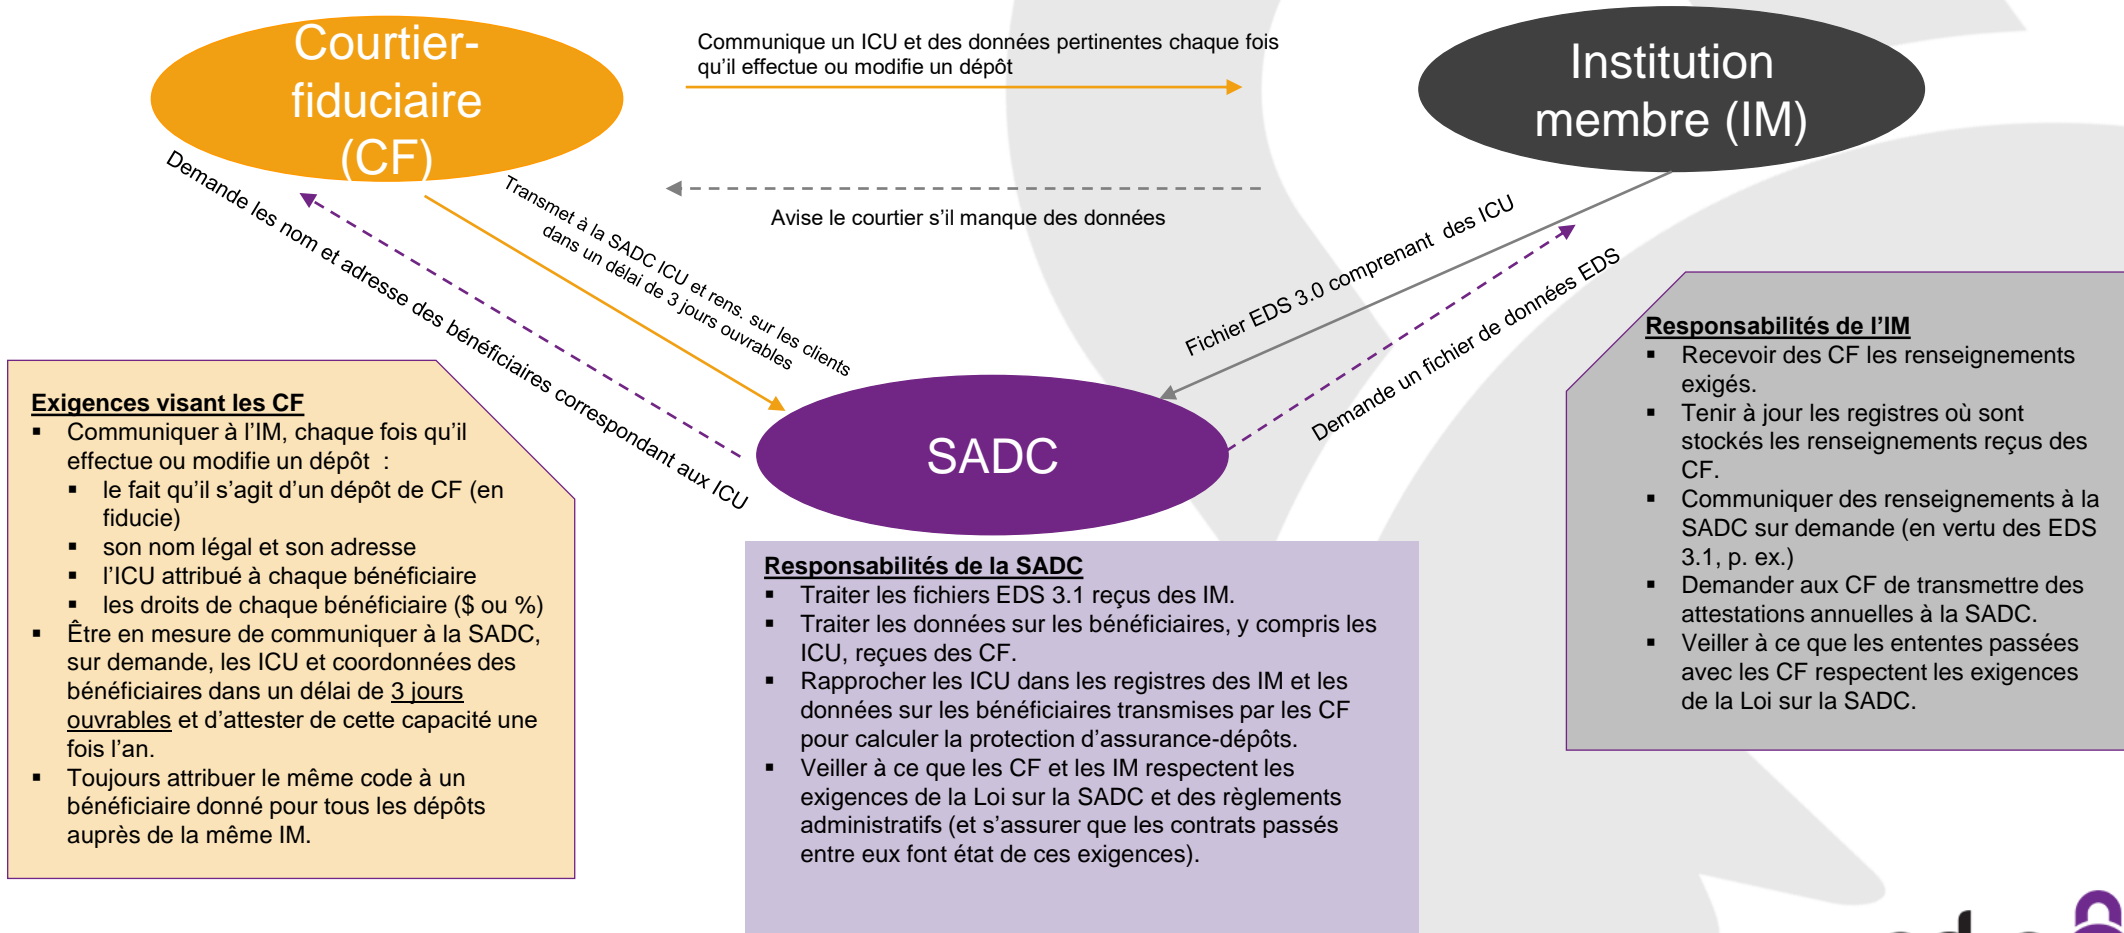 Courtier-
fiduciaire
(CF)
Communique un ICU et des données pertinentes chaque fois
qu’il effectue ou modifie un dépôt
Institution
membre (IM)
Avise le courtier s’il manque des données
Demande les nom et adresse des bénéficiaires correspondant aux ICU
Transmet à la SADC ICU et rens. sur les clients
dans un délai de 3 jours ouvrables
Fichier EDS 3.0 comprenant des ICU
Demande un fichier de données EDS
SADC
Exigences visant les CF
▪ Communiquer à l’IM, chaque fois qu’il
effectue ou modifie un dépôt :
▪ le fait qu’il s’agit d’un dépôt de CF (en
fiducie)
▪ son nom légal et son adresse
▪ l’ICU attribué à chaque bénéficiaire
▪ les droits de chaque bénéficiaire ($ ou %)
▪ Être en mesure de communiquer à la SADC,
sur demande, les ICU et coordonnées des
bénéficiaires dans un délai de 3 jours
ouvrables et d’attester de cette capacité une
fois l’an.
▪ Toujours attribuer le même code à un
bénéficiaire donné pour tous les dépôts
auprès de la même IM.
Responsabilités de la SADC
▪ Traiter les fichiers EDS 3.1 reçus des IM.
▪ Traiter les données sur les bénéficiaires, y compris les
ICU, reçues des CF.
▪ Rapprocher les ICU dans les registres des IM et les
données sur les bénéficiaires transmises par les CF
pour calculer la protection d’assurance-dépôts.
▪ Veiller à ce que les CF et les IM respectent les
exigences de la Loi sur la SADC et des règlements
administratifs (et s’assurer que les contrats passés
entre eux font état de ces exigences).
Responsabilités de l’IM
▪ Recevoir des CF les renseignements
exigés.
▪ Tenir à jour les registres où sont
stockés les renseignements reçus des
CF.
▪ Communiquer des renseignements à la
SADC sur demande (en vertu des EDS
3.1, p. ex.)
▪ Demander aux CF de transmettre des
attestations annuelles à la SADC.
▪ Veiller à ce que les ententes passées
avec les CF respectent les exigences
de la Loi sur la SADC.